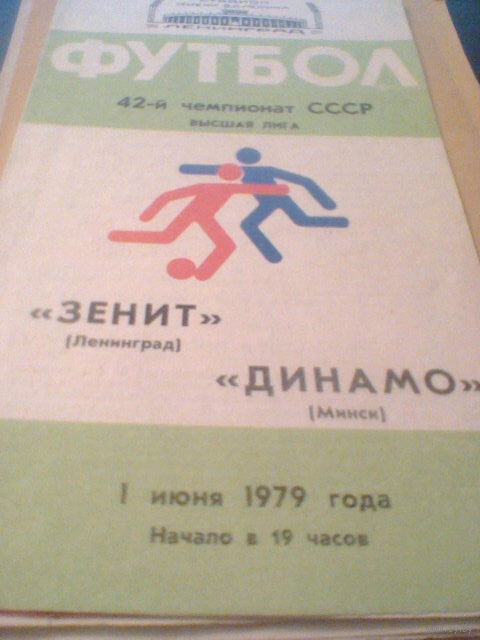 ЛЕНИНГРАД
ФУТБОЛ
42-й чемпионат СССР
ВЫСШАЯ ЛИГА
«ЗЕНИТ»
(Ленинград)
«ДИНАМО»
(Минск)
1 июня 1979 года
Начало в 19 часов